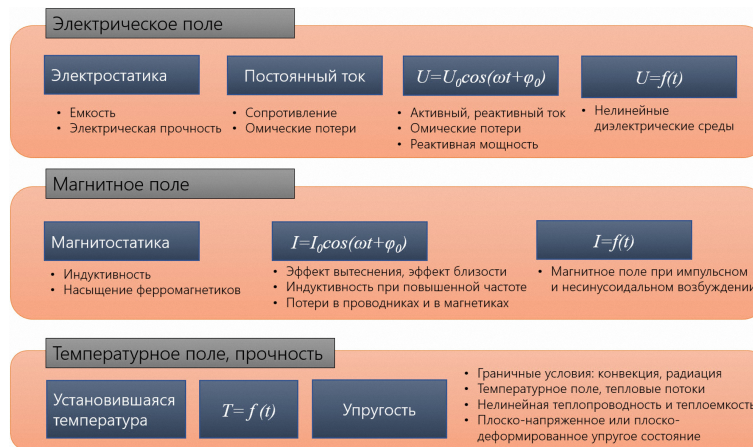 Электрическое поле
Электростатика
• Емкость
• Электрическая прочность
Постоянный ток
• Сопротивление
• Омические потери
U=U₀cos(ωt+φ₀)
• Активный, реактивный ток
• Омические потери
• Реактивная мощность
U=f(t)
• Нелинейные
диэлектрические среды
Магнитное поле
Магнитостатика
• Индуктивность
• Насыщение ферромагнетиков
I=I₀cos(ωt+φ₀)
• Эффект вытеснения, эффект близости
• Индуктивность при повышенной частоте
• Потери в проводниках и в магнетиках
I=f(t)
• Магнитное поле при импульсном
и несинусоидальном возбуждении
Температурное поле, прочность
Установившаяся
температура
T= f (t)
Упругость
• Граничные условия: конвекция, радиация
• Температурное поле, тепловые потоки
• Нелинейная теплопроводность и теплоемкость
• Плоско-напряженное или плоско-
деформированное упругое состояние